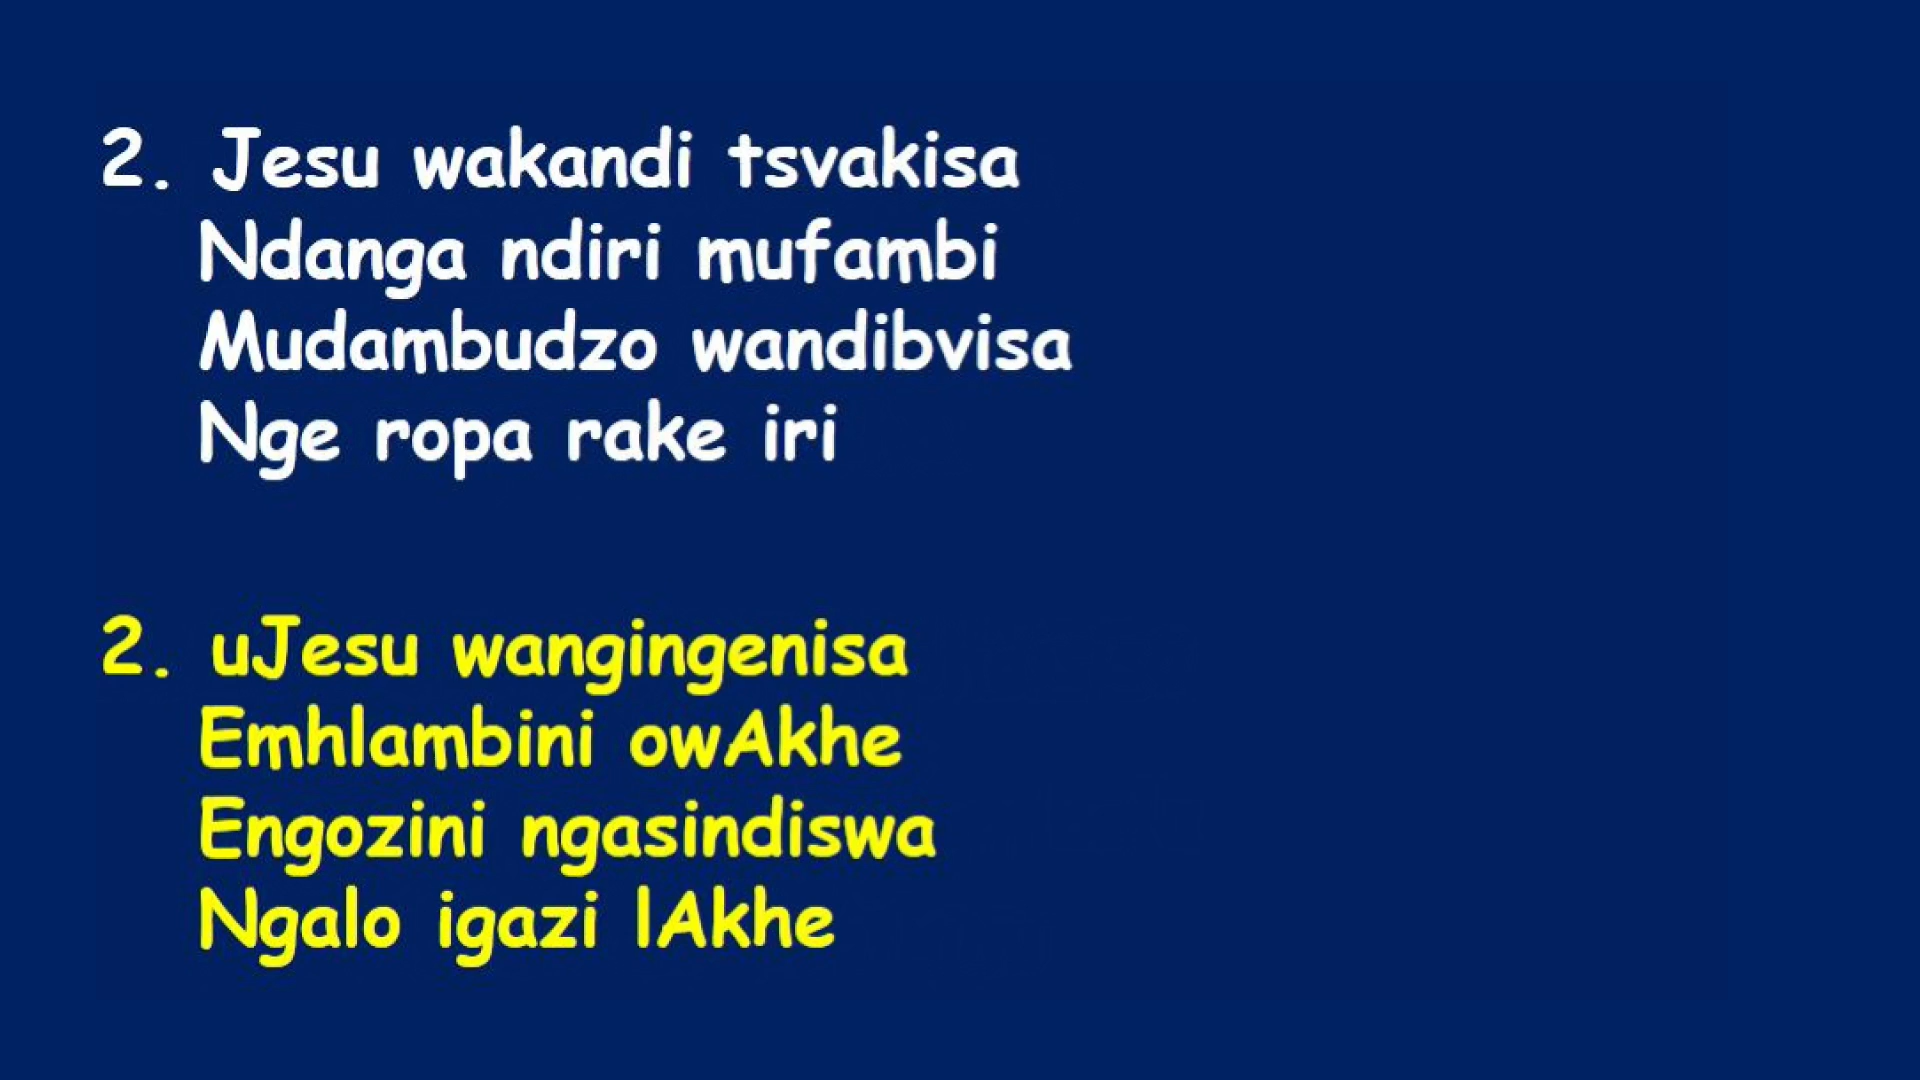 2. Jesu wakandi tsvakisa
Ndanga ndiri mufambi
Mudambudzo wandibvisa
Nge ropa rake iri
2. uJesu wangingenisa
Emhlambini owAkhe
Engozini ngasindiswa
Ngalo igazi lAkhe